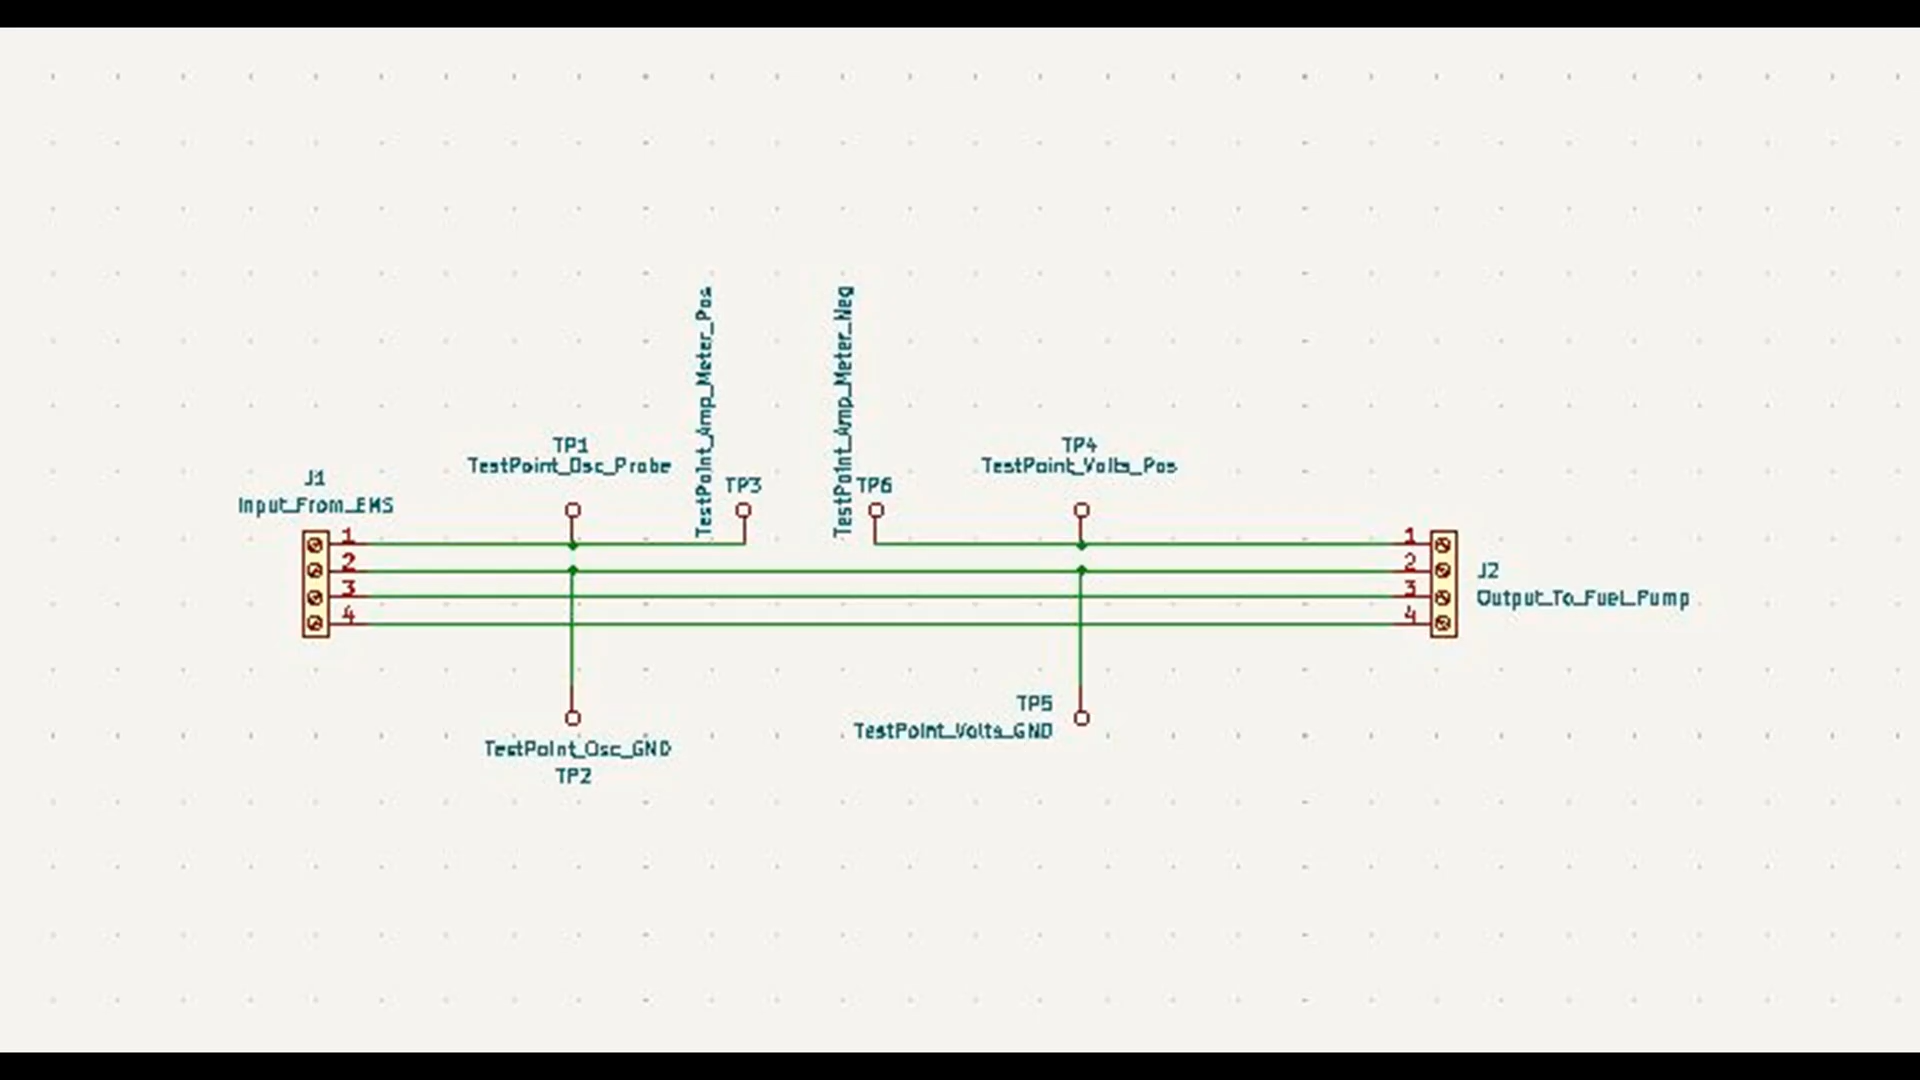 TestPoint_Amp_Meter_Pos
TestPoint_Amp_Meter_Neg
TP1
TestPoint_Osc_Probe
TP4
TestPoint_Volts_Pos
J1
Input_From_EMS
TP3
TP6
1
2
3
4
1
2
3
4
J2
Output_To_Fuel_Pump
TP5
TestPoint_Volts_GND
TestPoint_Osc_GND
TP2